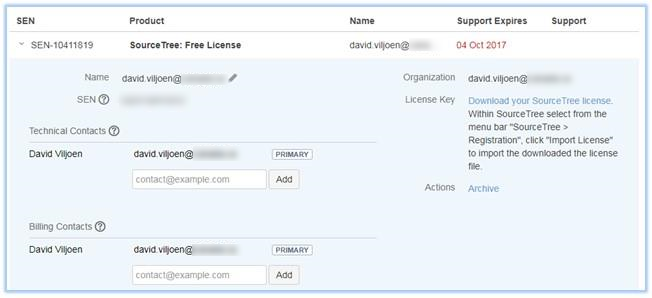 SEN Product Name Support Expires Support
SEN-10411819 SourceTree: Free License david.viljoen@ 04 Oct 2017
Name david.viljoen@
Organization david.viljoen@
SEN ?
License Key Download your SourceTree license.
Within SourceTree select from the
menu bar "SourceTree >
Registration", click "Import License"
to import the downloaded the license
file.
Technical Contacts ?
David Viljoen david.viljoen@ PRIMARY
contact@example.com Add
Actions Archive
Billing Contacts ?
David Viljoen david.viljoen@ PRIMARY
contact@example.com Add